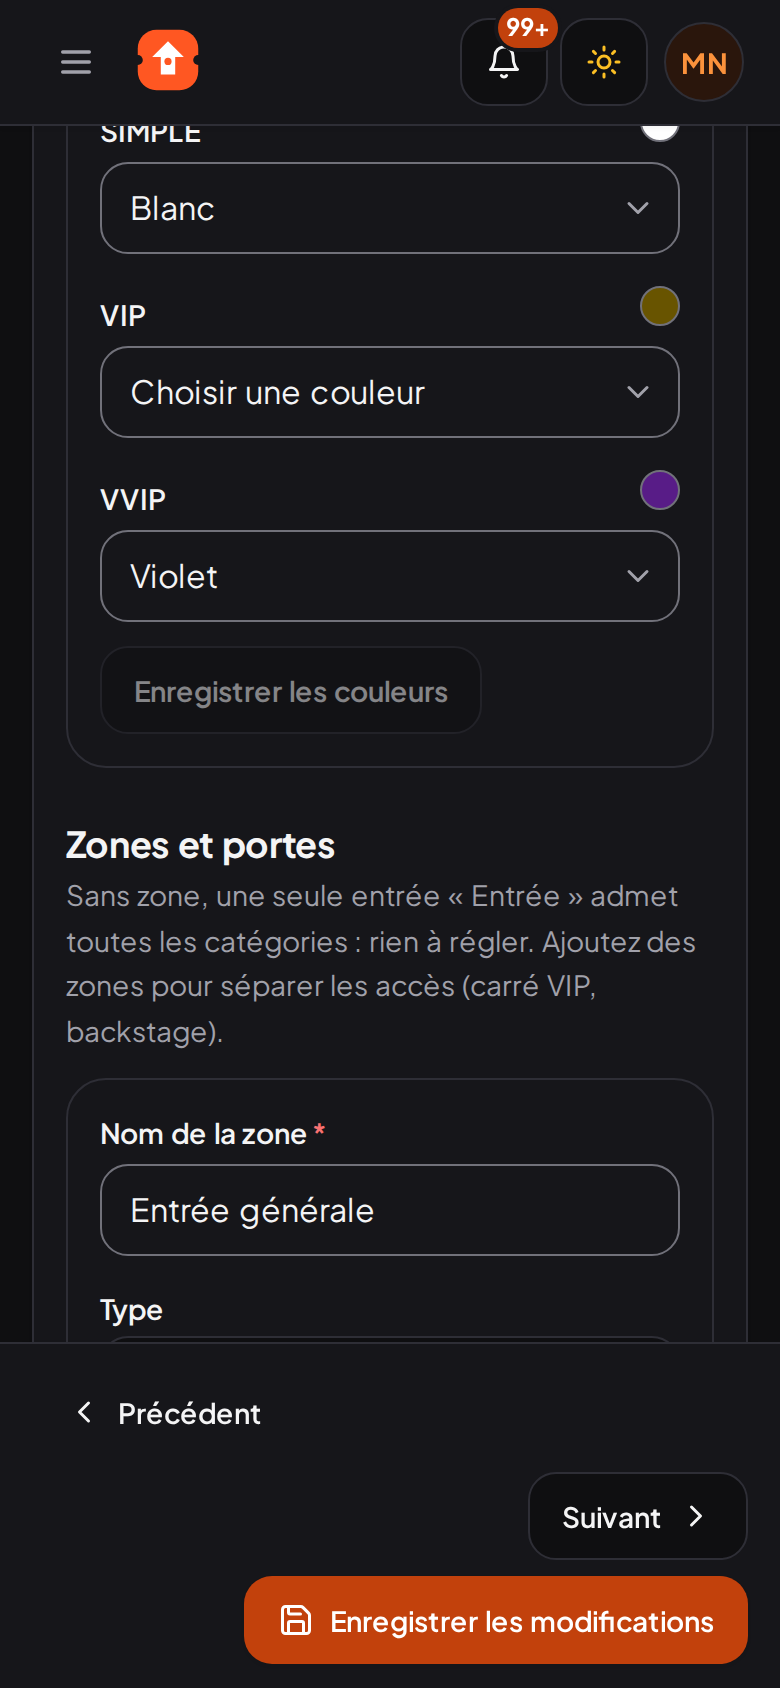 99+
MN
SIMPLE
Blanc
VIP
Choisir une couleur
VVIP
Violet
Enregistrer les couleurs
Zones et portes
Sans zone, une seule entrée « Entrée » admet
toutes les catégories : rien à régler. Ajoutez des
zones pour séparer les accès (carré VIP,
backstage).
Nom de la zone *
Entrée générale
Type
Précédent
Suivant
Enregistrer les modifications